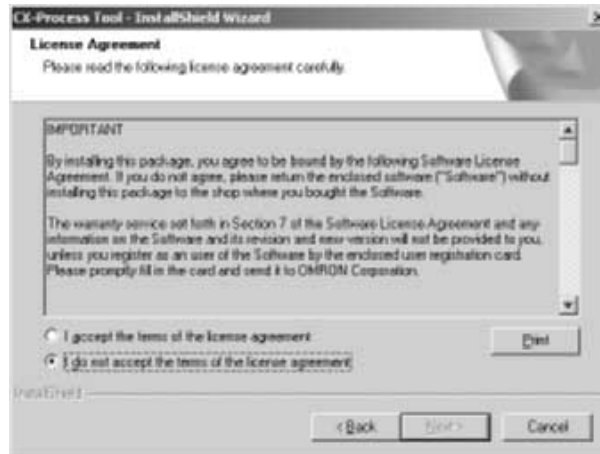 CX-Process Tool - InstallShield Wizard
License Agreement
Please read the following license agreement carefully.
IMPORTANT
By installing this package, you agree to be bound by the following Software License
Agreement. If you do not agree, please return the enclosed software ("Software") without
installing this package to the shop where you bought the Software.
The warranty service set forth in Section 7 of the Software License Agreement and any
information on the Software and its revision and new version will not be provided to you,
unless you register as an user of the Software by the enclosed user registration card.
Please promptly fill in the card and send it to OMRON Corporation.
I accept the terms of the license agreement
Print
I do not accept the terms of the license agreement
InstallShield
< Back
Next >
Cancel